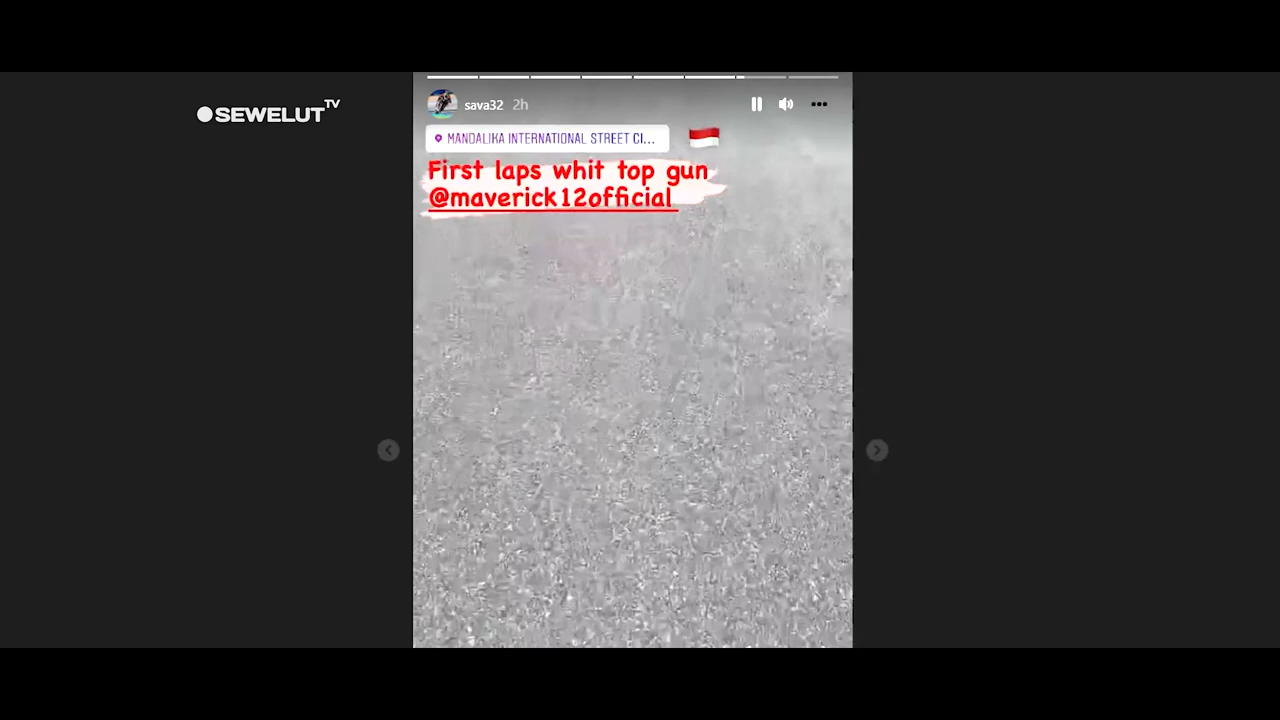 SEWELUT TV
sava32 2h
MANDALIKA INTERNATIONAL STREET CI...
First laps whit top gun
@maverick12official